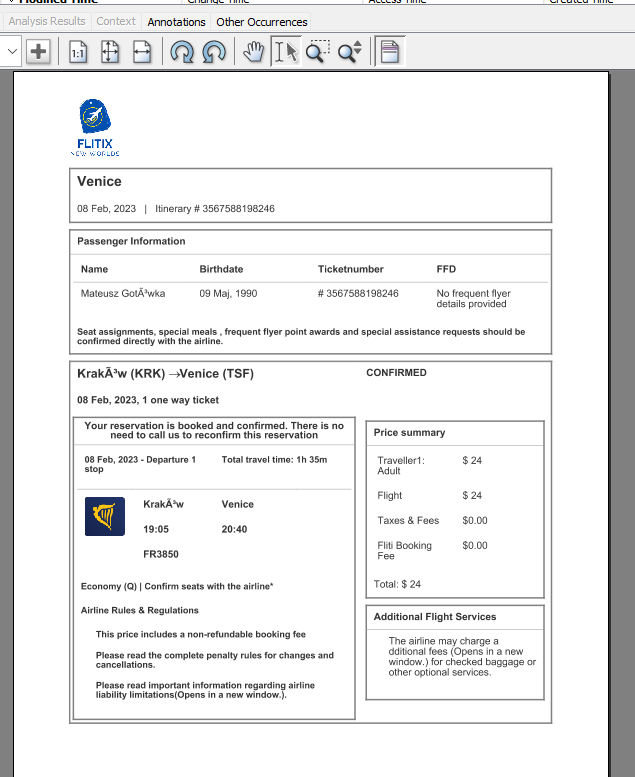 Modified Time Change Time Access Time Created Time
Analysis Results Context Annotations Other Occurrences
1:1
FLITIX
NEW WORLDS
Venice
08 Feb, 2023 | Itinerary # 3567588198246
Passenger Information
Name Birthdate Ticketnumber FFD
Mateusz GotÃ³wka 09 Maj, 1990 # 3567588198246 No frequent flyer
details provided
Seat assignments, special meals , frequent flyer point awards and special assistance requests should be
confirmed directly with the airline.
KrakÃ³w (KRK) →Venice (TSF) CONFIRMED
08 Feb, 2023, 1 one way ticket
Your reservation is booked and confirmed. There is no
need to call us to reconfirm this reservation
08 Feb, 2023 - Departure 1 Total travel time: 1h 35m
stop
KrakÃ³w Venice
19:05 20:40
FR3850
Economy (Q) | Confirm seats with the airline*
Airline Rules & Regulations
This price includes a non-refundable booking fee
Please read the complete penalty rules for changes and
cancellations.
Please read important information regarding airline
liability limitations(Opens in a new window.).
Price summary
Traveller1: $ 24
Adult
Flight $ 24
Taxes & Fees $0.00
Fliti Booking $0.00
Fee
Total: $ 24
Additional Flight Services
The airline may charge a
dditional fees (Opens in a new
window.) for checked baggage or
other optional services.